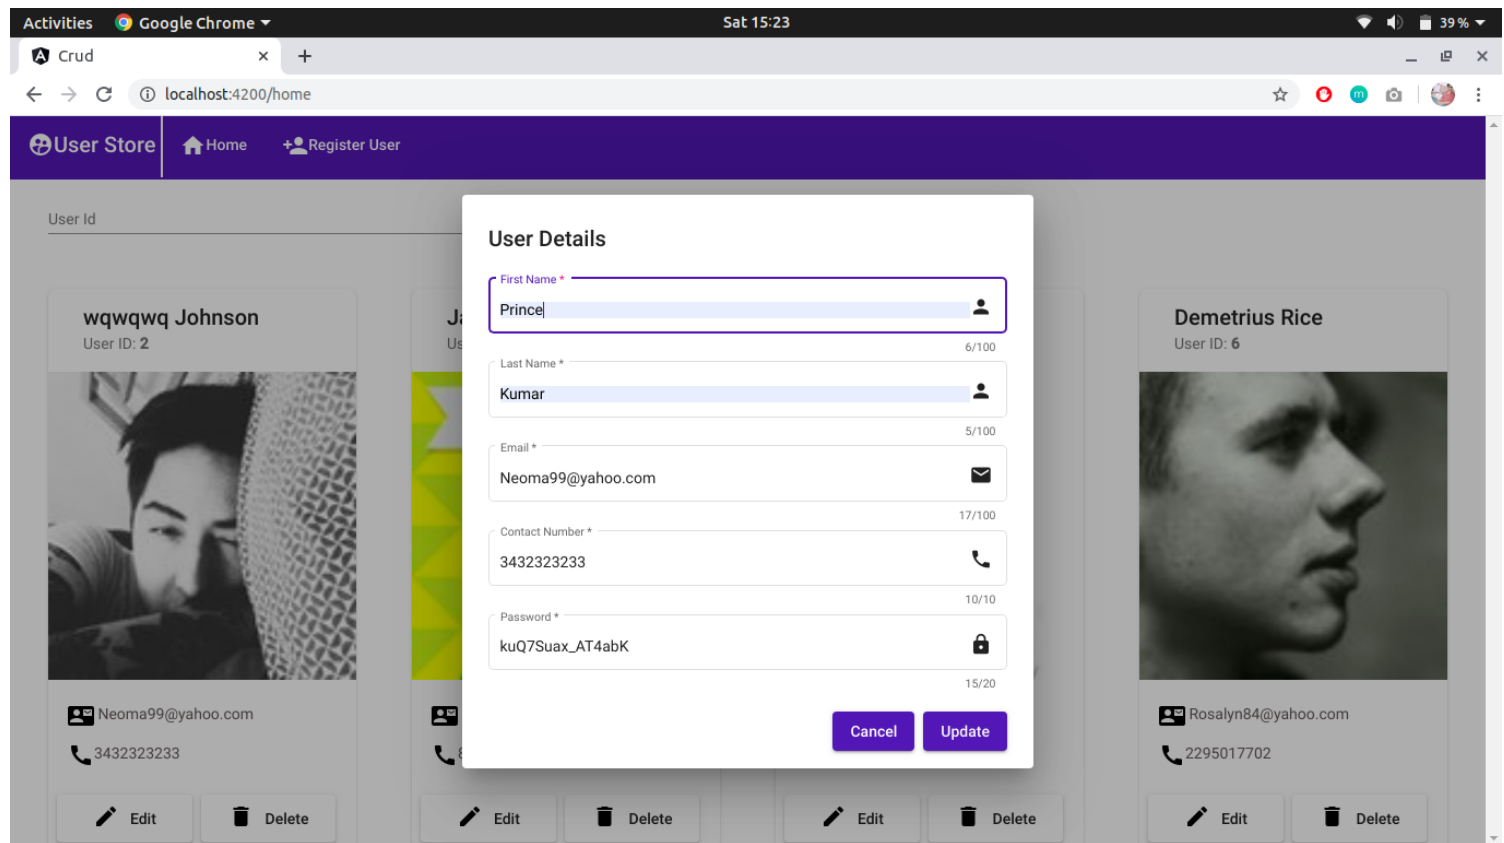 Activities Google Chrome Sat 15:23 39 %
Crud
localhost:4200/home
User Store Home Register User
User Id
wqwqwq Johnson
User ID: 2
Neoma99@yahoo.com
3432323233
Edit Delete
User Details
First Name *
Prince
6/100
Last Name *
Kumar
5/100
Email *
Neoma99@yahoo.com
17/100
Contact Number *
3432323233
10/10
Password *
kuQ7Suax_AT4abK
15/20
Cancel Update
Edit Delete
Edit Delete
Demetrius Rice
User ID: 6
Rosalyn84@yahoo.com
2295017702
Edit Delete